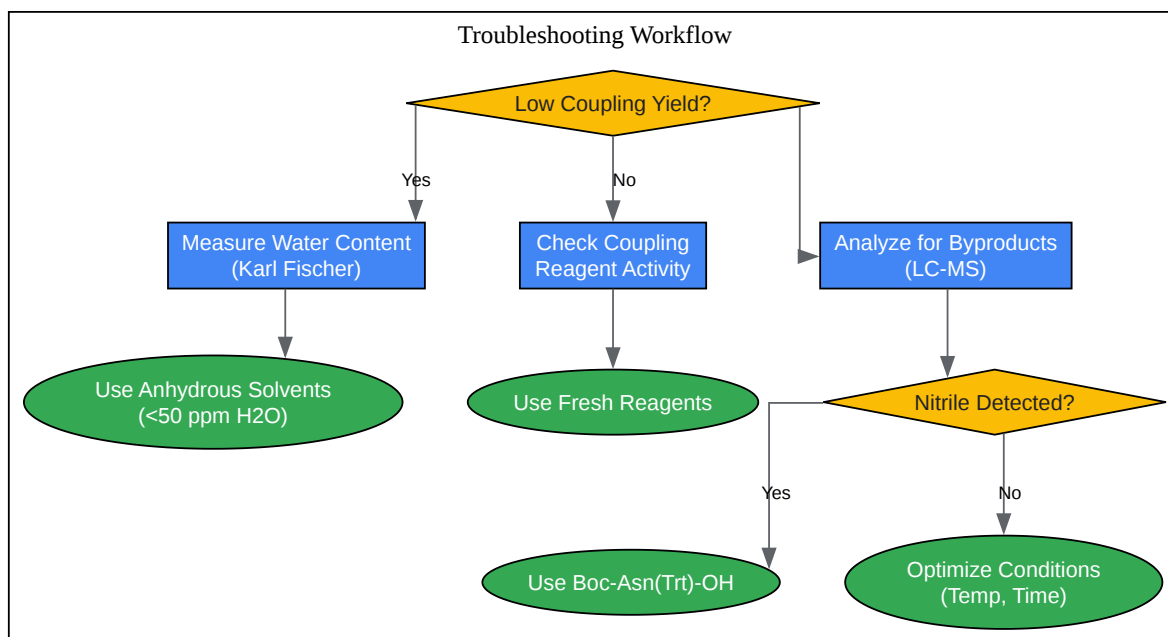 Troubleshooting Workflow
Low Coupling Yield?
Yes
No
Measure Water Content
(Karl Fischer)
Check Coupling
Reagent Activity
Analyze for Byproducts
(LC-MS)
Use Anhydrous Solvents
(<50 ppm H2O)
Use Fresh Reagents
Nitrile Detected?
Yes
No
Use Boc-Asn(Trt)-OH
Optimize Conditions
(Temp, Time)